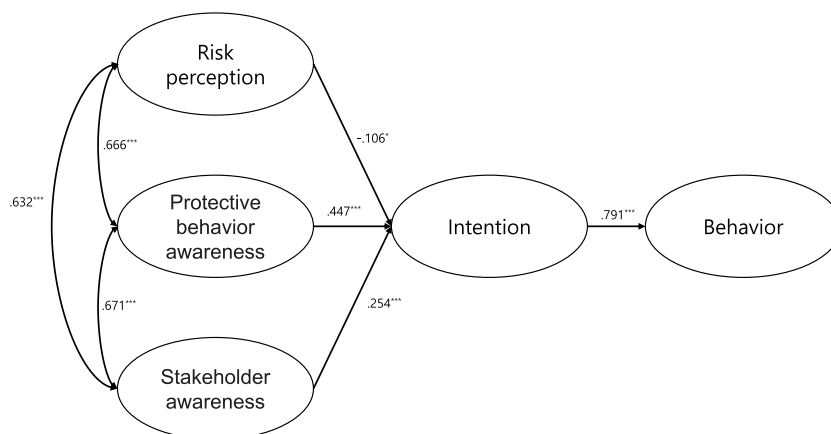 Risk
perception
-.106*
.666***
.632***
Protective
behavior
awareness
.447***
Intention
.791***
Behavior
.671***
.254***
Stakeholder
awareness